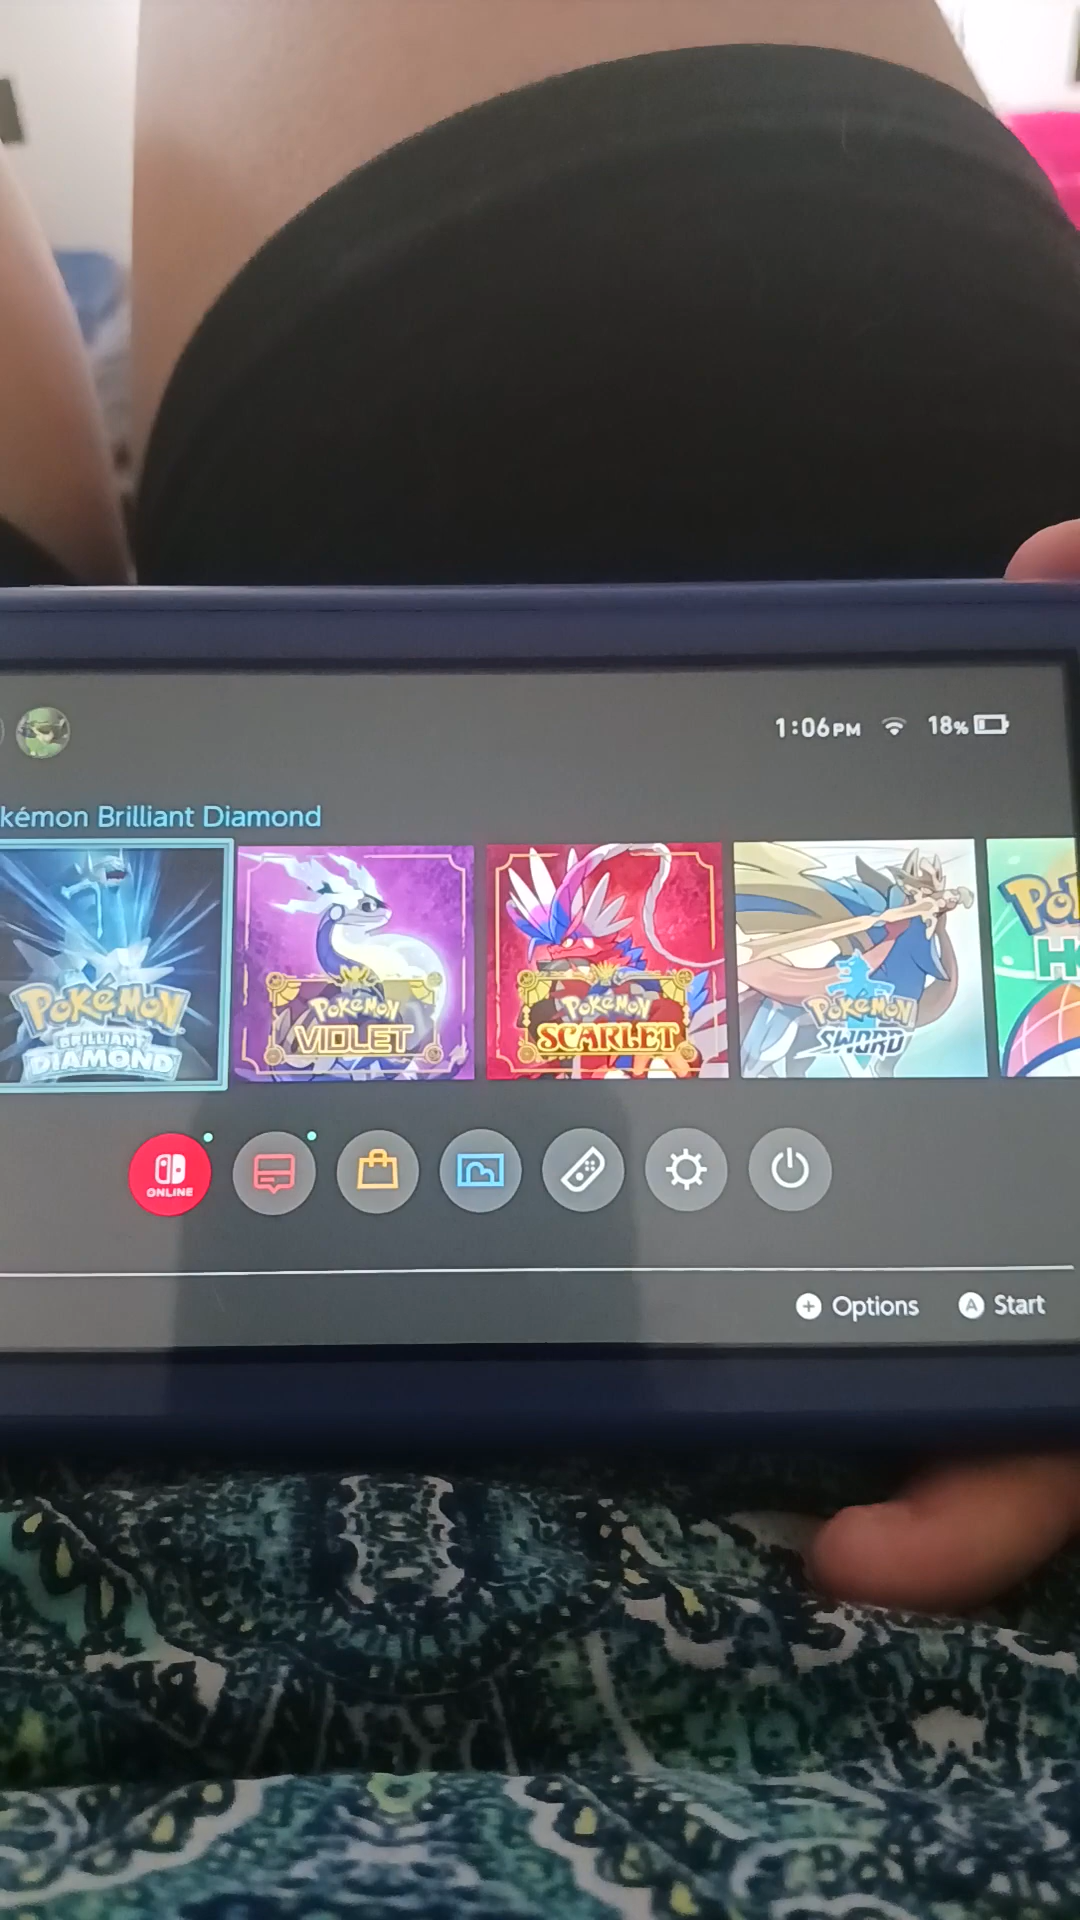 1:06PM 18%
kémon Brilliant Diamond
POKéMON
BRILLIANT
DIAMOND
POKéMON
VIOLET
POKéMON
SCARLET
POKéMON
SWORD
ONLINE
+ Options A Start